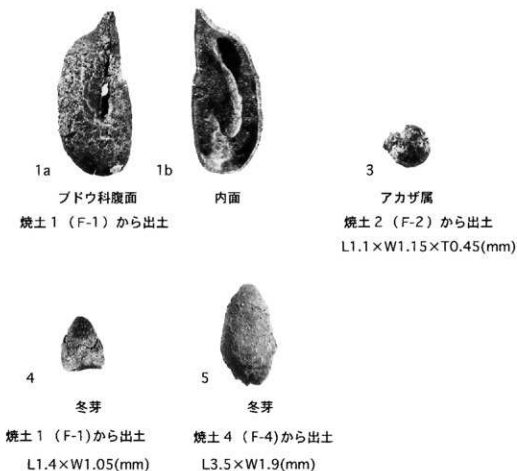 1a
1b
3
ブドウ科腹面
内面
アカザ属
焼土1（F-1）から出土
焼土2（F-2）から出土
L1.1×W1.15×T0.45(mm)
4
5
冬芽
冬芽
焼土1（F-1)から出土
焼土4（F-4)から出土
L1.4×W1.05(mm)
L3.5×W1.9(mm)